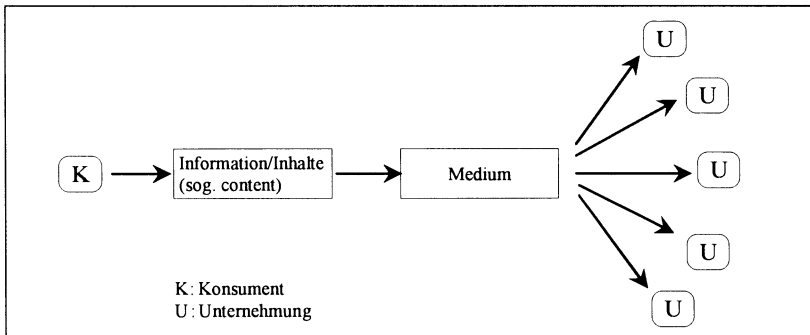 U
U
K
Information/Inhalte
(sog. content)
Medium
U
U
U
K: Konsument
U: Unternehmung